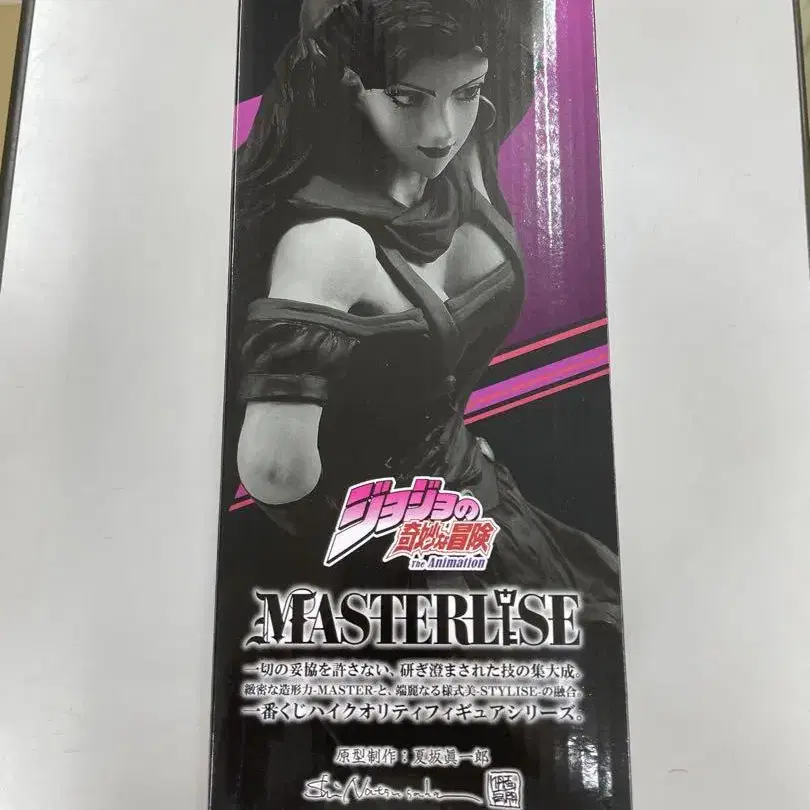 ジョジョの
奇妙な冒険
The Animation
MASTERLISE
一切の妥協を許さない、研ぎ澄まされた技の集大成。
緻密な造形力-MASTER-と、端麗なる様式美-STYLISE-の融合
一番くじハイクオリティフィギュアシリーズ。
原型制作：夏坂眞一郎